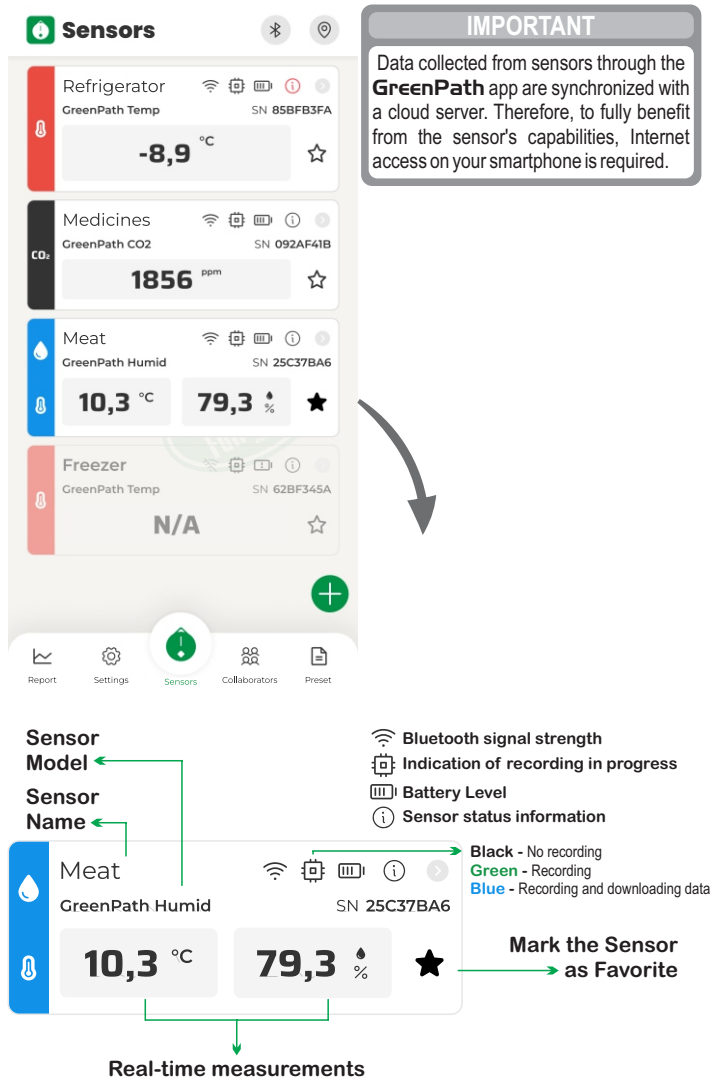 Sensors
IMPORTANT
Data collected from sensors through the
GreenPath app are synchronized with
a cloud server. Therefore, to fully benefit
from the sensor's capabilities, Internet
access on your smartphone is required.
Refrigerator
GreenPath Temp SN 85BFB3FA
-8,9 °C
Medicines
GreenPath CO2 SN 092AF41B
CO₂
1856 ppm
Meat
GreenPath Humid SN 25C37BA6
10,3 °C 79,3 %
Freezer
GreenPath Temp SN 62BF345A
N/A
Report Settings Sensors Collaborators Preset
Sensor
Model
Sensor
Name
Bluetooth signal strength
Indication of recording in progress
Battery Level
Sensor status information
Black - No recording
Green - Recording
Blue - Recording and downloading data
Meat
GreenPath Humid SN 25C37BA6
10,3 °C 79,3 %
Mark the Sensor
as Favorite
Real-time measurements